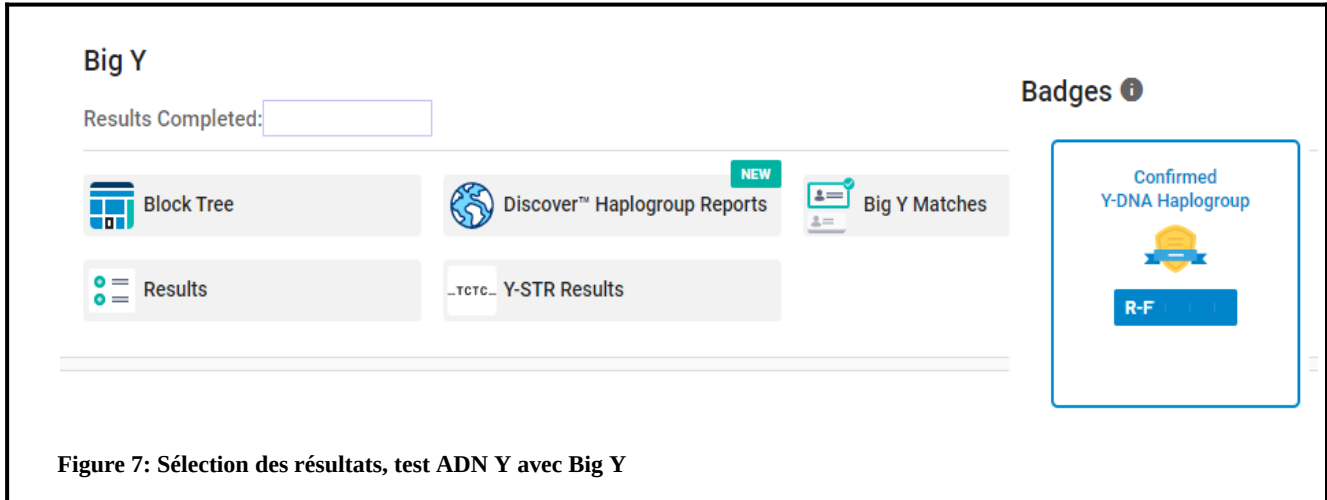 Big Y
Results Completed:
Badges i
NEW
Block Tree
Discover™ Haplogroup Reports
Big Y Matches
Results
...TCTC... Y-STR Results
Confirmed
Y-DNA Haplogroup
R-F
Figure 7: Sélection des résultats, test ADN Y avec Big Y